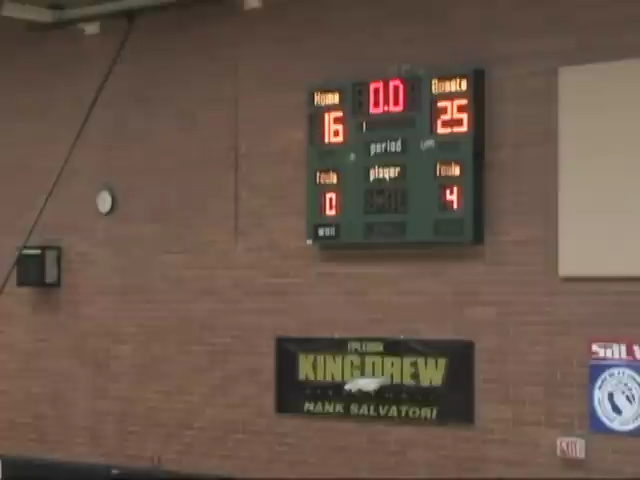 Home 0.0 Guests
16 25
period
fouls player fouls
0 4
KING DREW
HANK SALVATORI